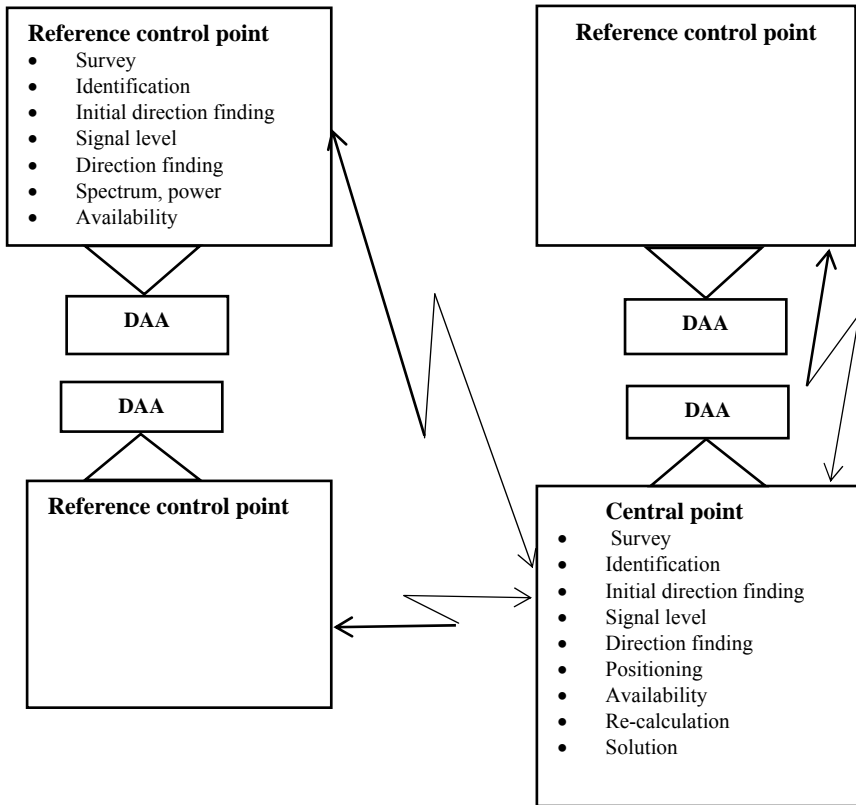 Reference control point
• Survey
• Identification
• Initial direction finding
• Signal level
• Direction finding
• Spectrum, power
• Availability
DAA
Reference control point
DAA
DAA
Reference control point
DAA
Central point
• Survey
• Identification
• Initial direction finding
• Signal level
• Direction finding
• Positioning
• Availability
• Re-calculation
• Solution